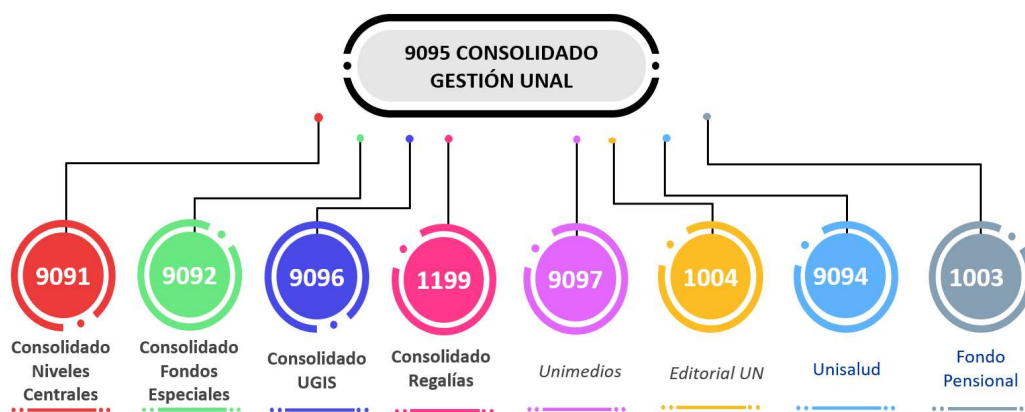 9095 CONSOLIDADO
GESTIÓN UNAL
9091
9092
9096
1199
9097
1004
9094
1003
Consolidado
Niveles
Centrales
Consolidado
Fondos
Especiales
Consolidado
UGIS
Consolidado
Regalías
Unimedios
Editorial UN
Unisalud
Fondo
Pensional